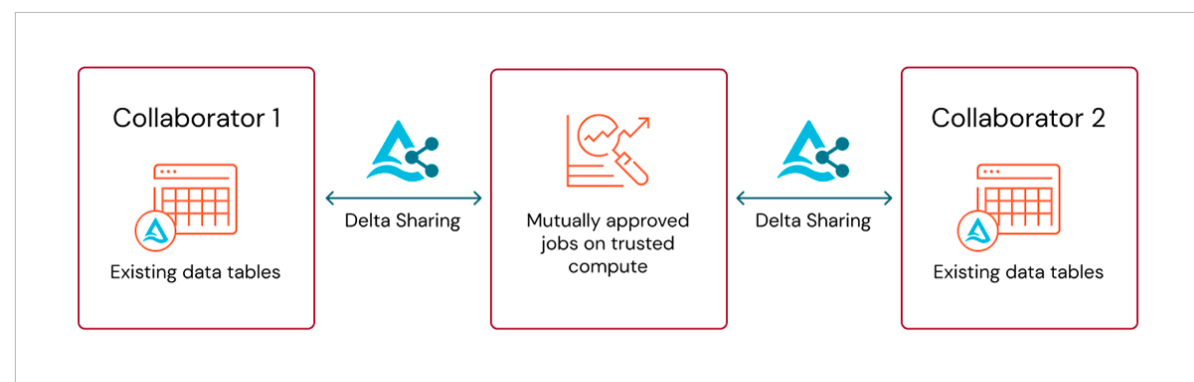 Collaborator 1
Existing data tables
Delta Sharing
Mutually approved
jobs on trusted
compute
Delta Sharing
Collaborator 2
Existing data tables